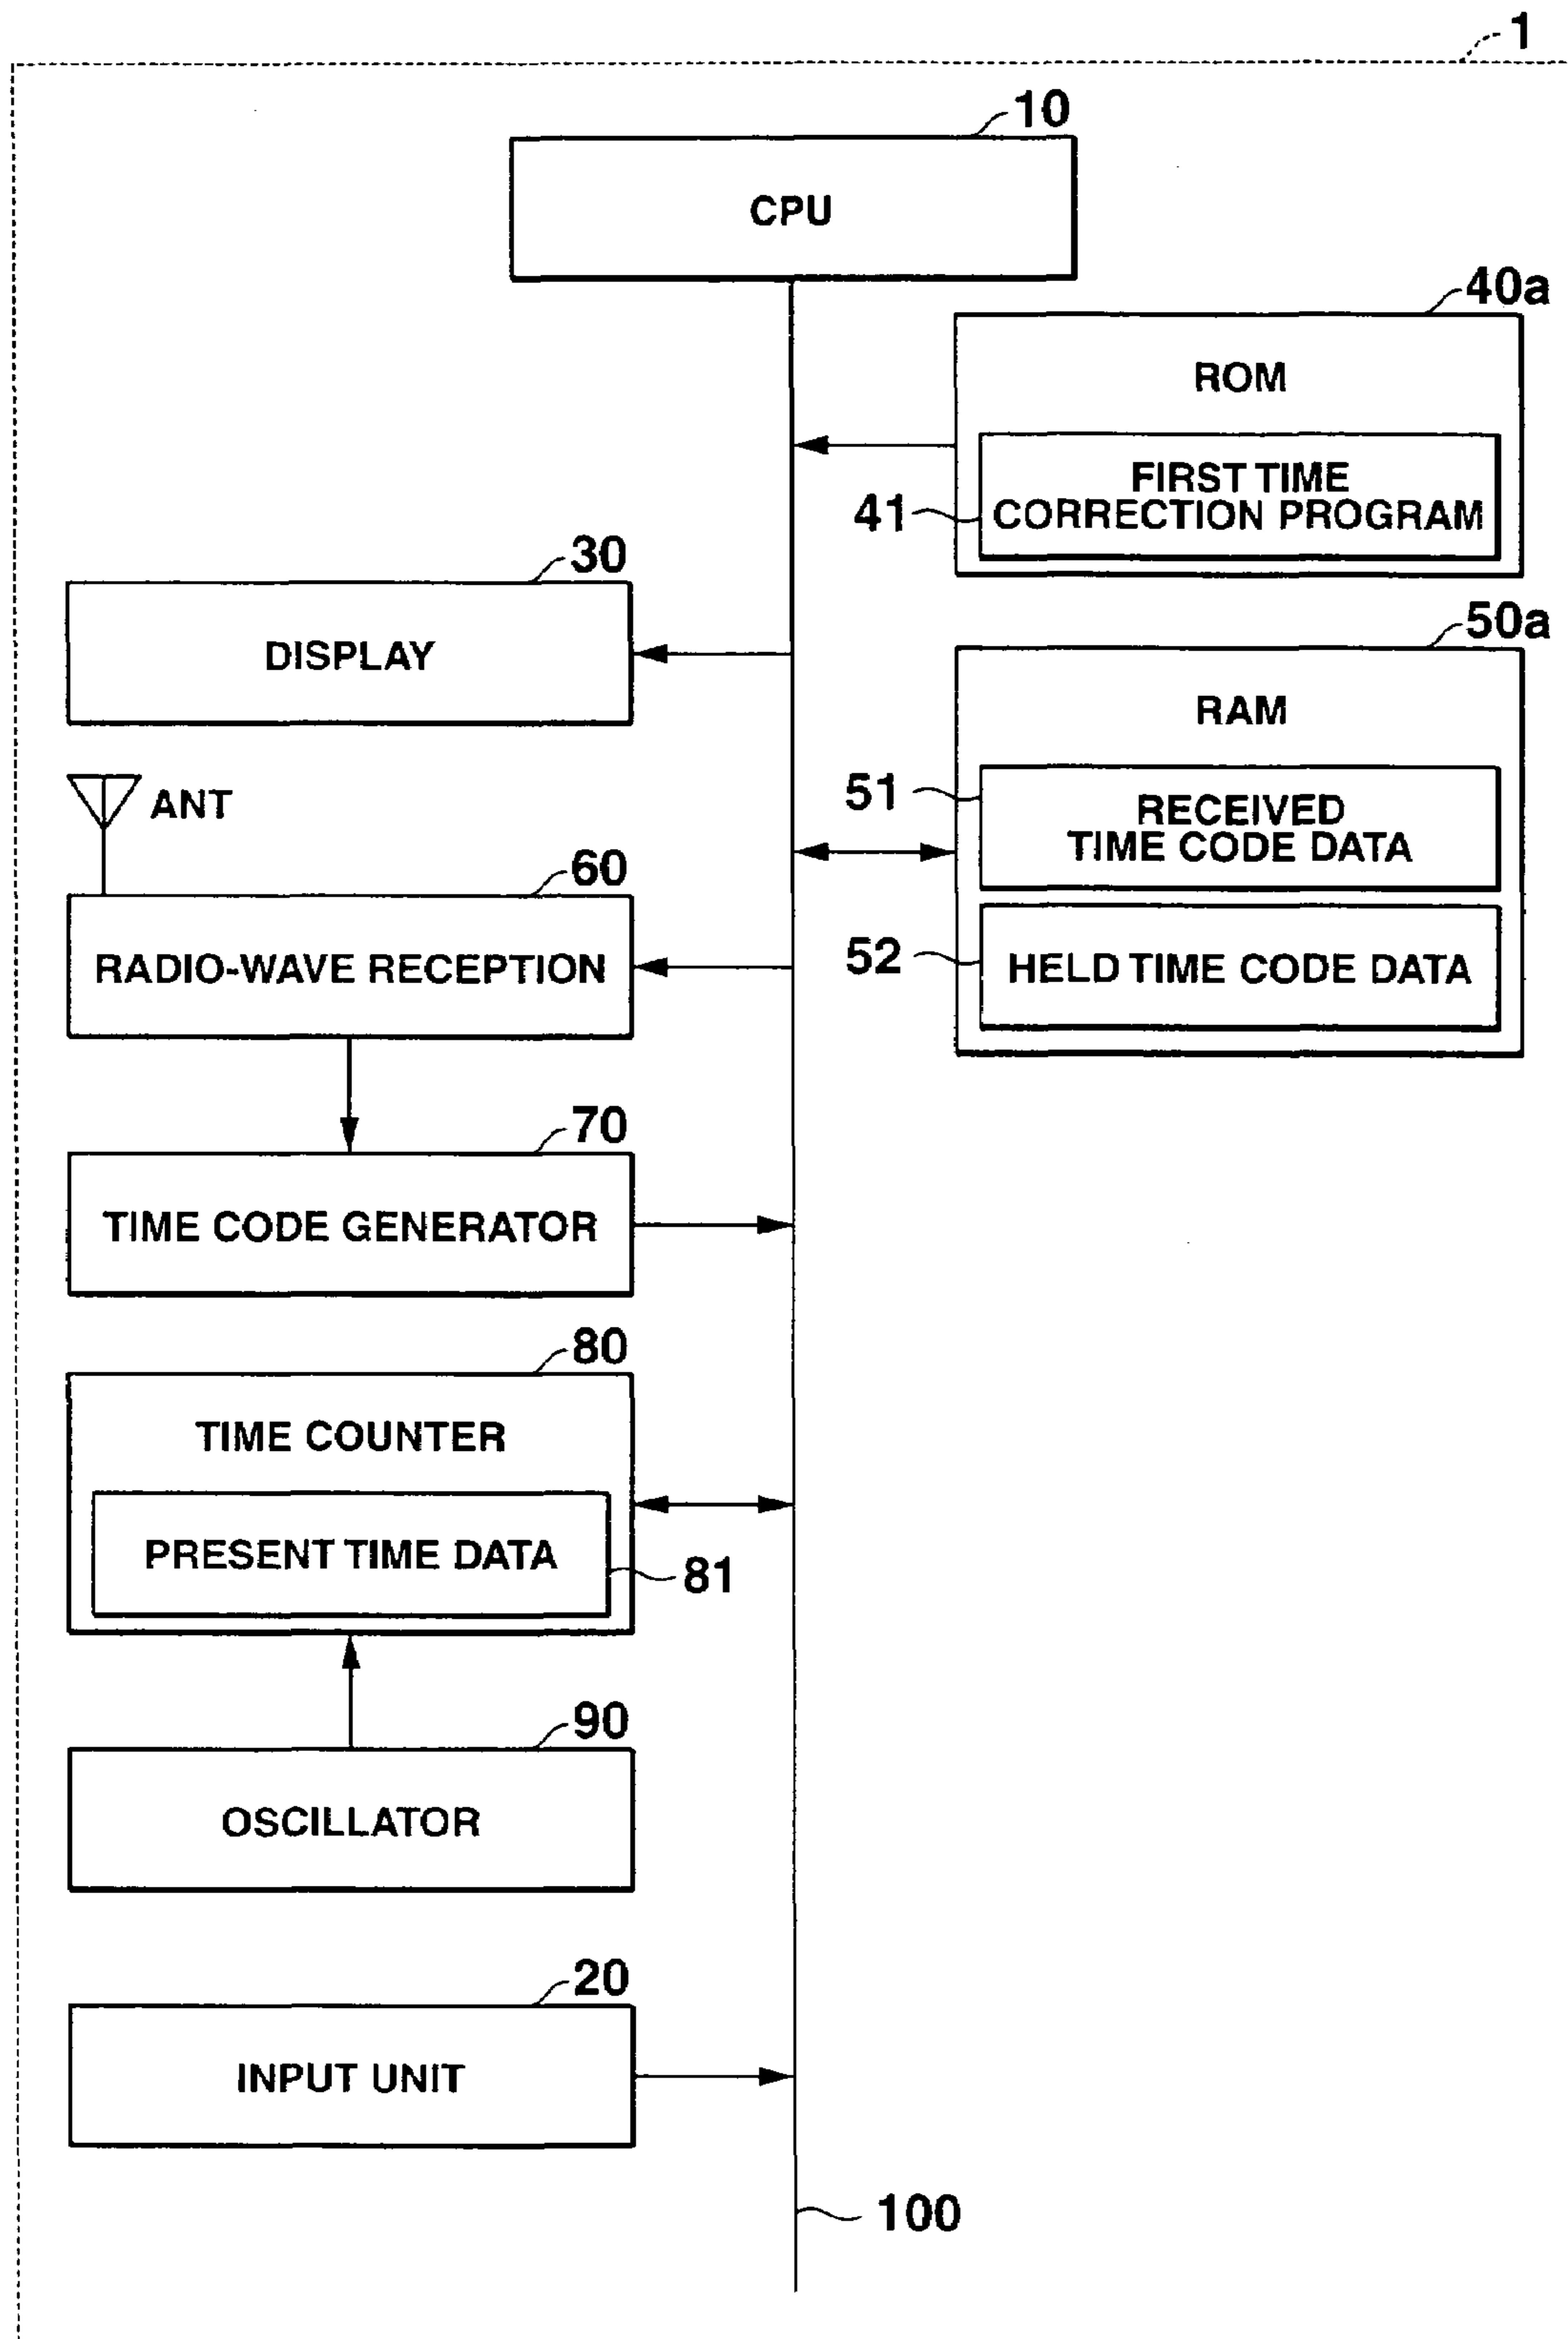 1
10
CPU
40a
ROM
FIRST TIME
CORRECTION PROGRAM
41
30
DISPLAY
50a
RAM
51
RECEIVED
TIME CODE DATA
52
HELD TIME CODE DATA
ANT
60
RADIO-WAVE RECEPTION
70
TIME CODE GENERATOR
80
TIME COUNTER
PRESENT TIME DATA
81
90
OSCILLATOR
20
INPUT UNIT
100